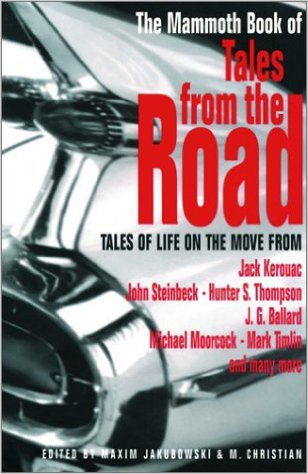 The Mammoth Book of
Tales
from the
Road
TALES OF LIFE ON THE MOVE FROM
Jack Kerouac
John Steinbeck - Hunter S. Thompson
J. G. Ballard
Michael Moorcock - Mark Timlin
and many more
EDITED BY MAXIM JAKUBOWSKI & M. CHRISTIAN